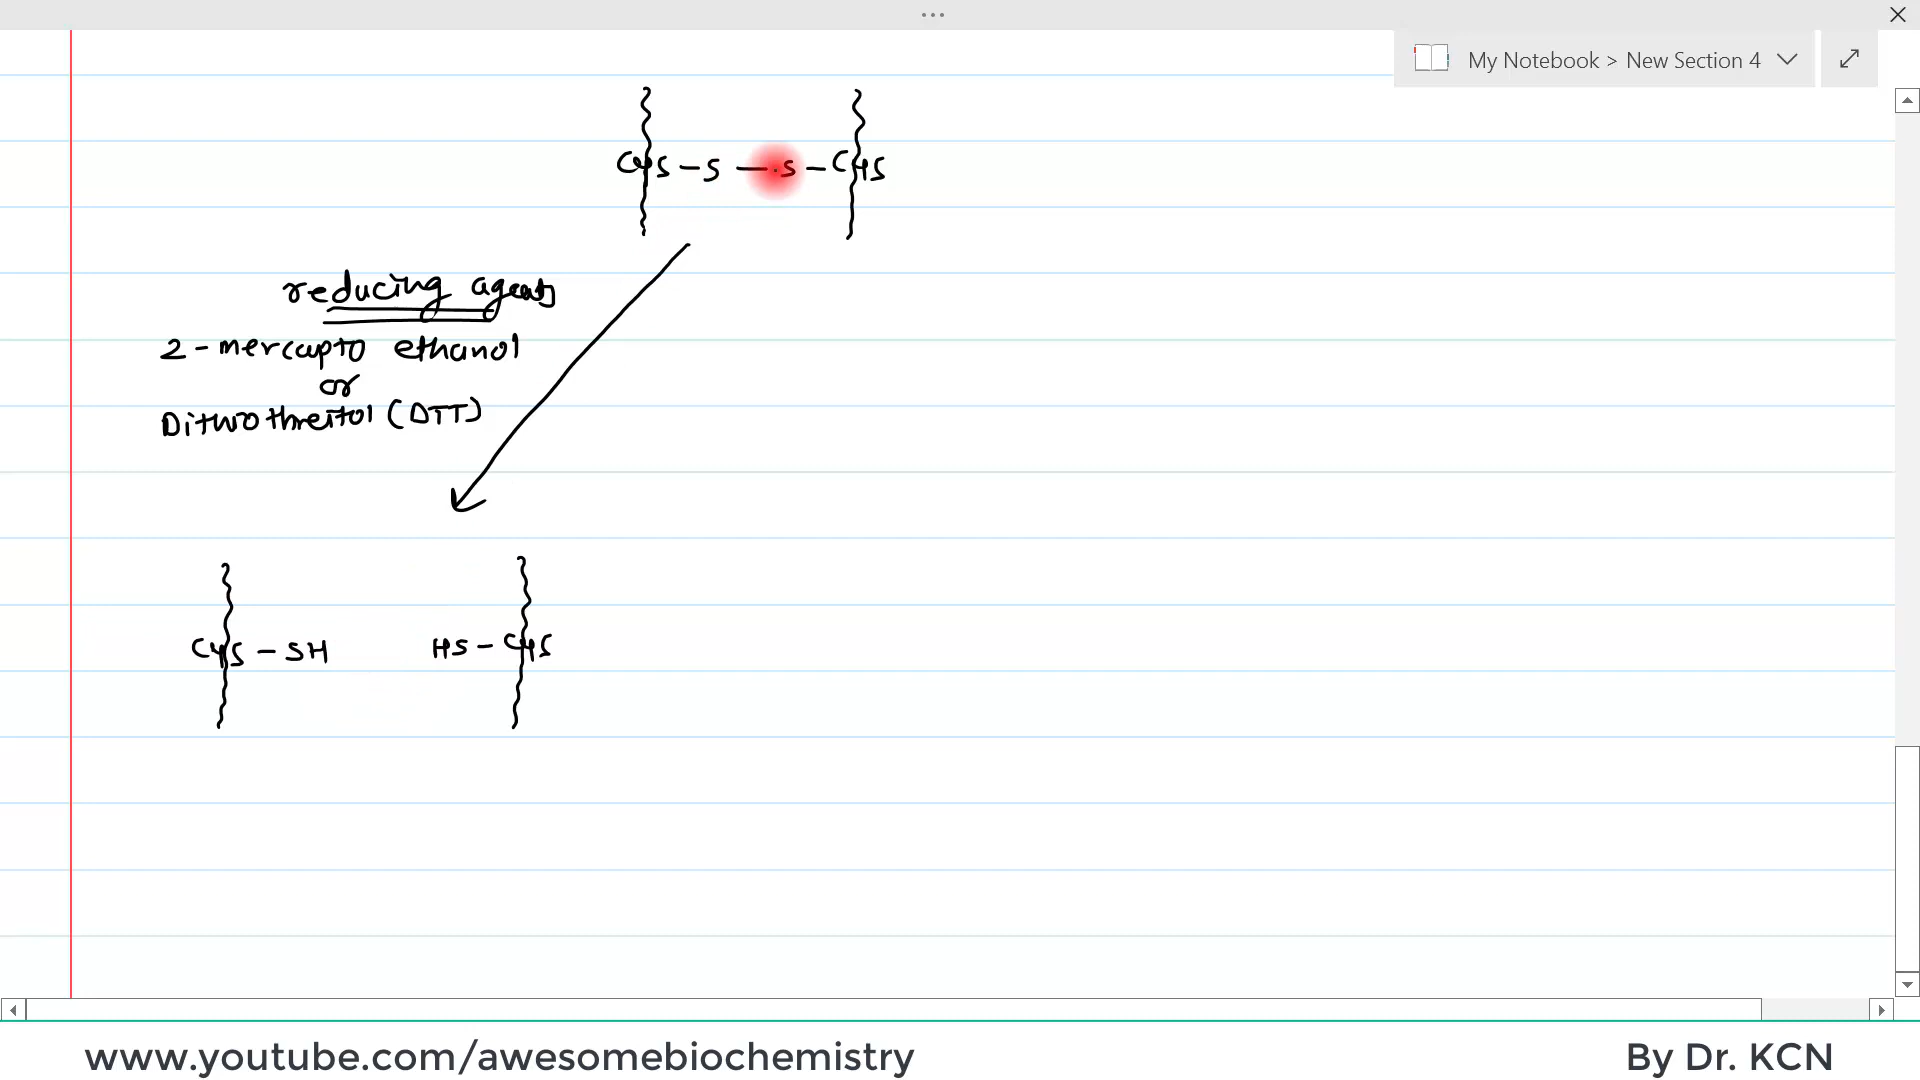 My Notebook > New Section 4
Cys - S - S - Cys
reducing agents
2-mercapto ethanol
or
Dithiothreitol (DTT)
Cys - SH HS - Cys
www.youtube.com/awesomebiochemistry
By Dr. KCN